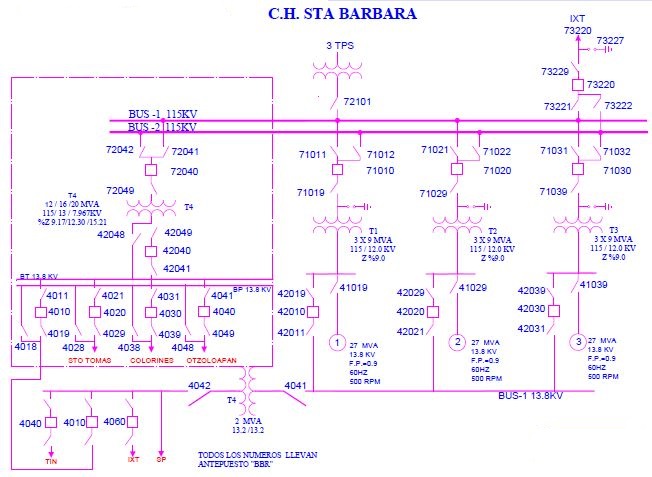 C.H. STA BARBARA
IXT
73220
73227
3 TPS
73229
73220
72101
73221
73222
BUS -1 115KV
BUS -2 115KV
72042
72041
72040
72049
71011
71012
71010
71019
71021
71022
71020
71029
71031
71032
71030
71039
T4
12 / 16 / 20 MVA
115/ 13 / 7.967KV
%Z 9.17/12.30 /15.21
T4
42048
42049
42040
42041
T1
3 X 9 MVA
115 / 12.0 KV
Z %9.0
T2
3 X 9 MVA
115 / 12.0 KV
Z %9.0
T3
3 X 9 MVA
115 / 12.0 KV
Z %9.0
BT 13.8 KV
BP 13.8 KV
4011
4010
4019
4018
4021
4020
4029
4028
4031
4030
4039
4038
4041
4040
4049
4048
STO TOMAS
COLORINES
OTZOLOAPAN
42019
42010
42011
41019
42029
42020
42021
41029
42039
42030
42031
41039
1
27 MVA
13.8 KV
F.P.=0.9
60HZ
500 RPM
2
27 MVA
13.8 KV
F.P.=0.9
60HZ
500 RPM
3
27 MVA
13.8 KV
F.P.=0.9
60HZ
500 RPM
4042
4041
BUS-1 13.8KV
T4
2 MVA
13.2 /13.2
4040
4010
4060
TIN
IXT
SP
TODOS LOS NUMEROS LLEVAN
ANTEPUESTO "BBR"